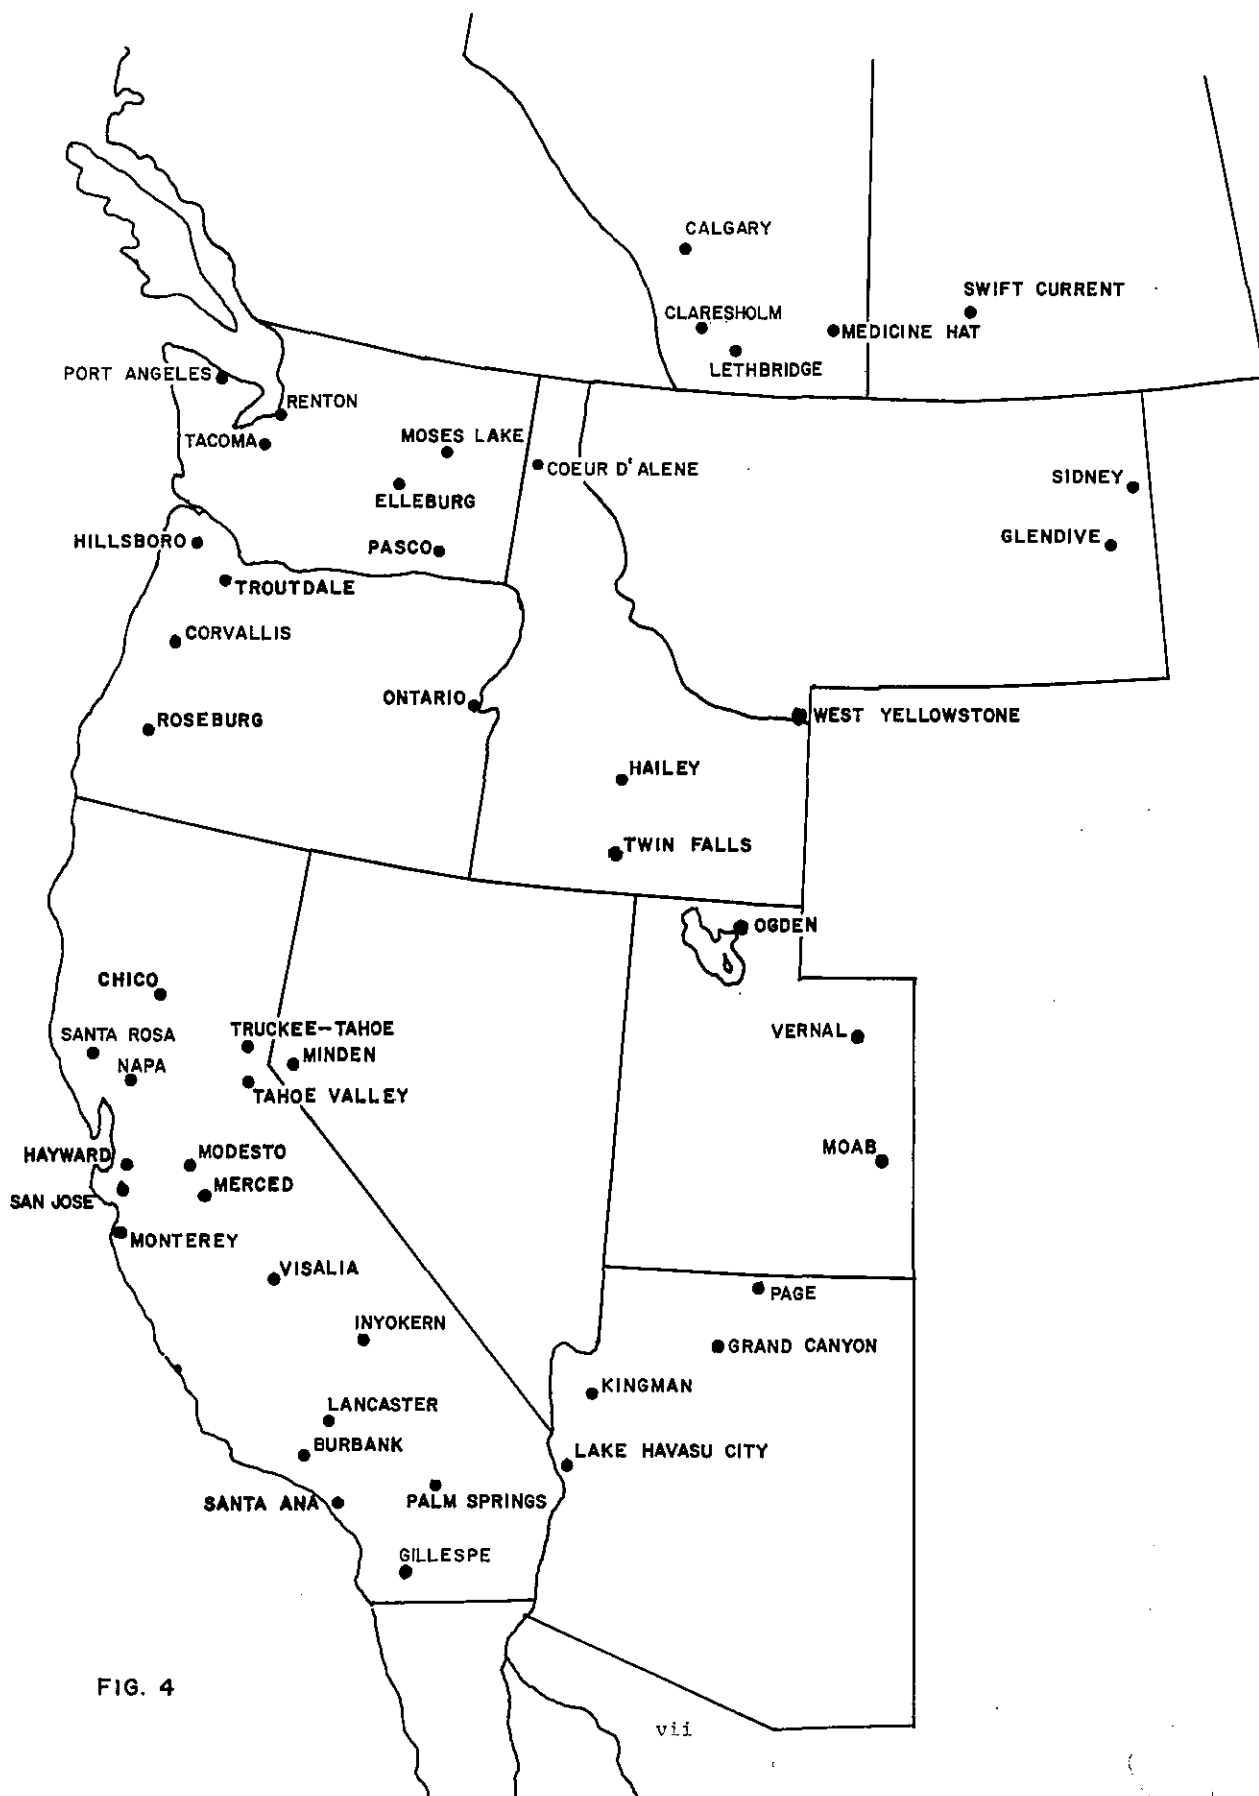 CALGARY
SWIFT CURRENT
CLARESHOLM
MEDICINE HAT
LETHBRIDGE
PORT ANGELES
RENTON
TACOMA
MOSES LAKE
COEUR D'ALENE
SIDNEY
ELLEBURG
GLENDIVE
HILLSBORO
PASCO
TROUTDALE
CORVALLIS
ONTARIO
ROSEBURG
WEST YELLOWSTONE
HAILEY
TWIN FALLS
OGDEN
CHICO
TRUCKEE-TAHOE
VERNAL
SANTA ROSA
MINDEN
NAPA
TAHOE VALLEY
HAYWARD
MODESTO
MOAB
MERCED
SAN JOSE
MONTEREY
VISALIA
PAGE
INYOKERN
GRAND CANYON
KINGMAN
LANCASTER
BURBANK
LAKE HAVASU CITY
SANTA ANA
PALM SPRINGS
GILLESPE
FIG. 4
vii